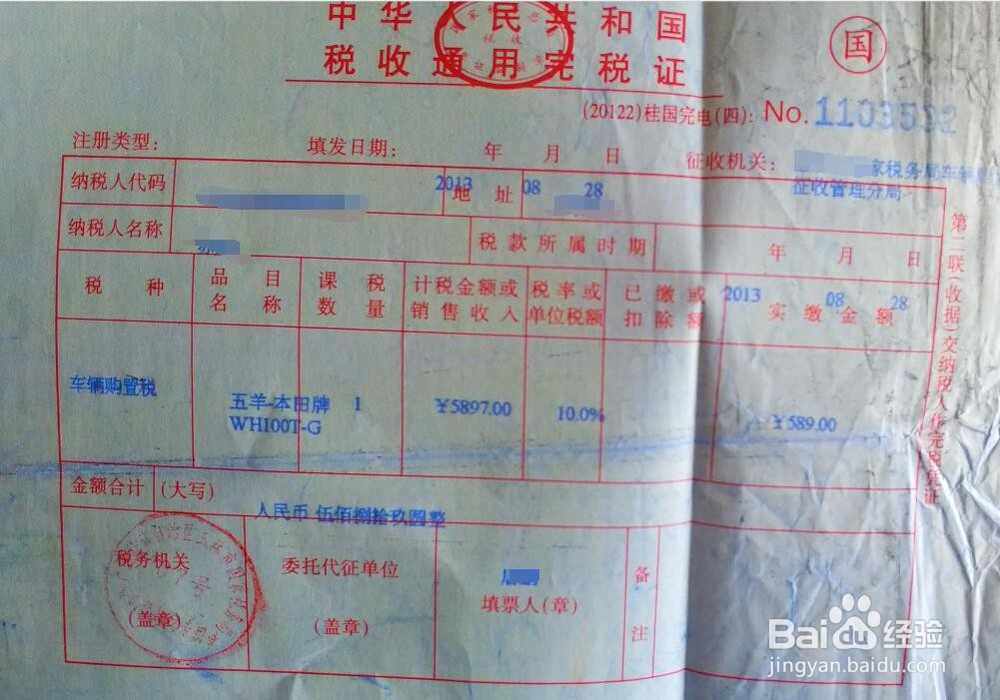 中华人民共和国
税收通用完税证
国
(20122)桂国完电(四): No. 1103592
注册类型: 填发日期: 年 月 日 征收机关: 家税务局车辆
征收管理分局
纳税人代码 2013 地 址 08 28
纳税人名称 税款所属时期 年 月 日
税 种 品 目 名 称 课 税 数 量 计税金额或销售收入 税率或单位税额 已缴或扣除额 2013 08 28 实缴金额
车辆购置税 五羊-本田牌 1 ¥5897.00 10.0% ¥589.00
WH100T-G
金额合计 (大写) 人民币 伍佰捌拾玖圆整
税务机关 (盖章) 委托代征单位 (盖章) 填票人(章) 备注
第二联(收据)交纳税人作完税凭证
Baidu经验
jingyan.baidu.com